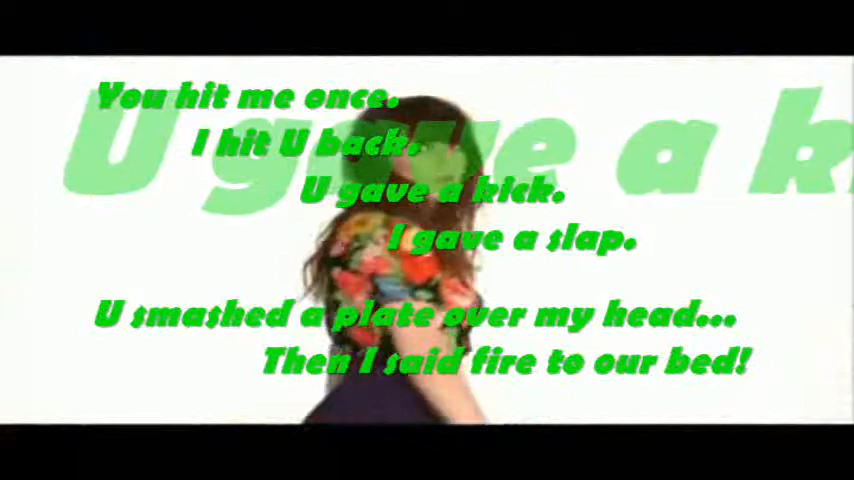 You hit me once.
I hit U back.
U gave a kick.
I gave a slap.
U smashed a plate over my head...
Then I said fire to our bed!
U gave a k